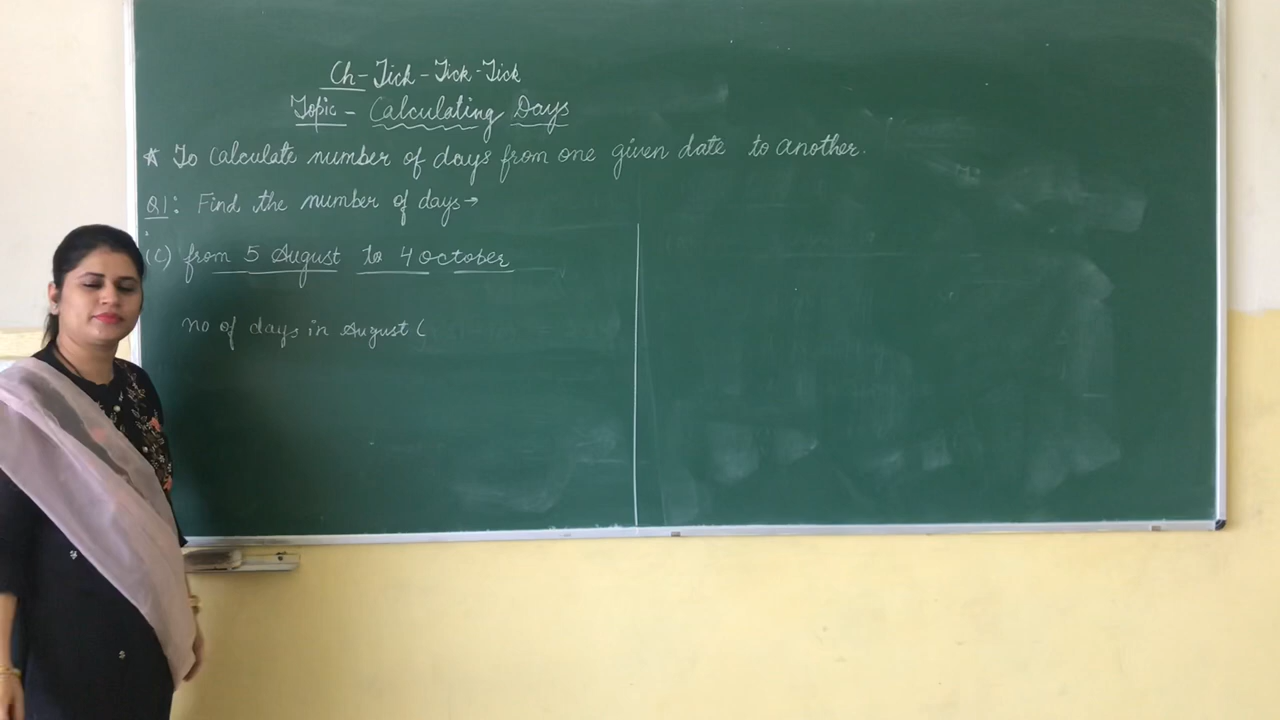 Ch-Tick-Tick-Tick
Topic - Calculating Days
★ To Calculate number of days from one given date to another.
Q1: Find the number of days→
(C) from 5 August to 4 October
no of days in August (